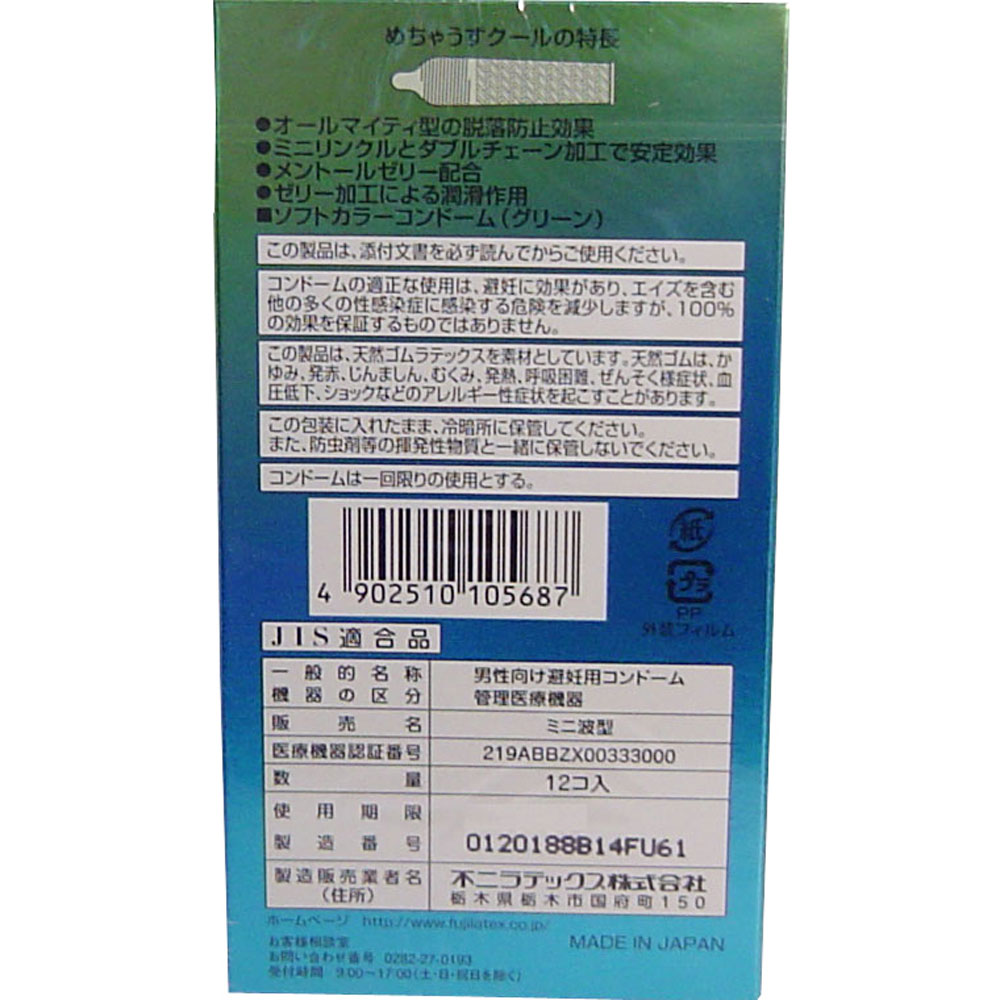 めちゃうすクールの特長
●オールマイティ型の脱落防止効果
●ミニリンクルとダブルチェーン加工で安定効果
●メントールゼリー配合
●ゼリー加工による潤滑作用
■ソフトカラーコンドーム(グリーン)
この製品は、添付文書を必ず読んでからご使用ください。
コンドームの適正な使用は、避妊に効果があり、エイズを含む
他の多くの性感染症に感染する危険を減少しますが、100%
の効果を保証するものではありません。
この製品は、天然ゴムラテックスを素材としています。天然ゴムは、か
ゆみ、発赤、じんましん、むくみ、発熱、呼吸困難、ぜんそく様症状、血
圧低下、ショックなどのアレルギー性症状を起こすことがあります。
この包装に入れたまま、冷暗所に保管してください。
また、防虫剤等の揮発性物質と一緒に保管しないでください。
コンドームは一回限りの使用とする。
4 902510 105687
紙
プラ
PP
外装フィルム
JIS適合品
一般的名称 男性向け避妊用コンドーム
機器の区分 管理医療機器
販売名 ミニ波型
医療機器認証番号 219ABBZX00333000
数量 12コ入
使用期限
製造番号 0120188B14FU61
製造販売業者名 不二ラテックス株式会社
(住所) 栃木県栃木市国府町150
ホームページ http://www.fujilatex.co.jp/
お客様相談室
お問い合わせ番号 0282-27-0193
受付時間 9:00~17:00(土・日・祝日を除く)
MADE IN JAPAN